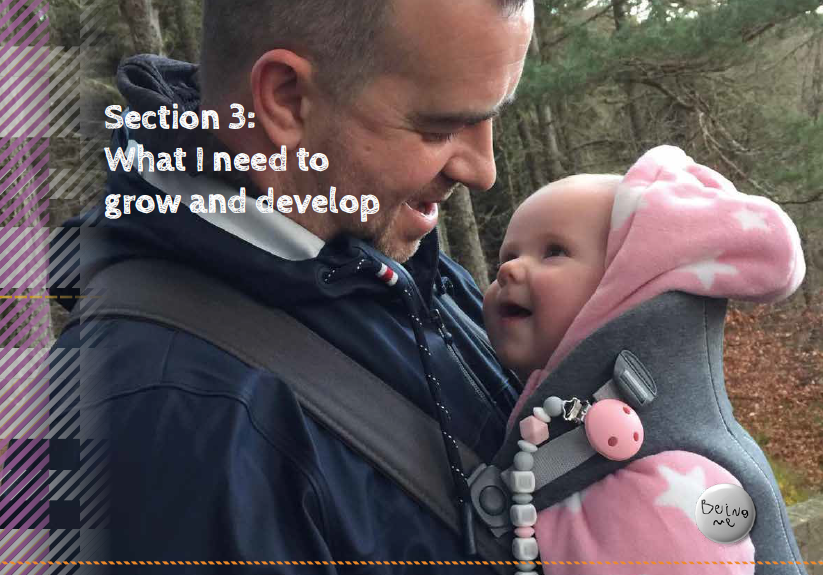 Section 3:
What I need to
grow and develop
Being
me